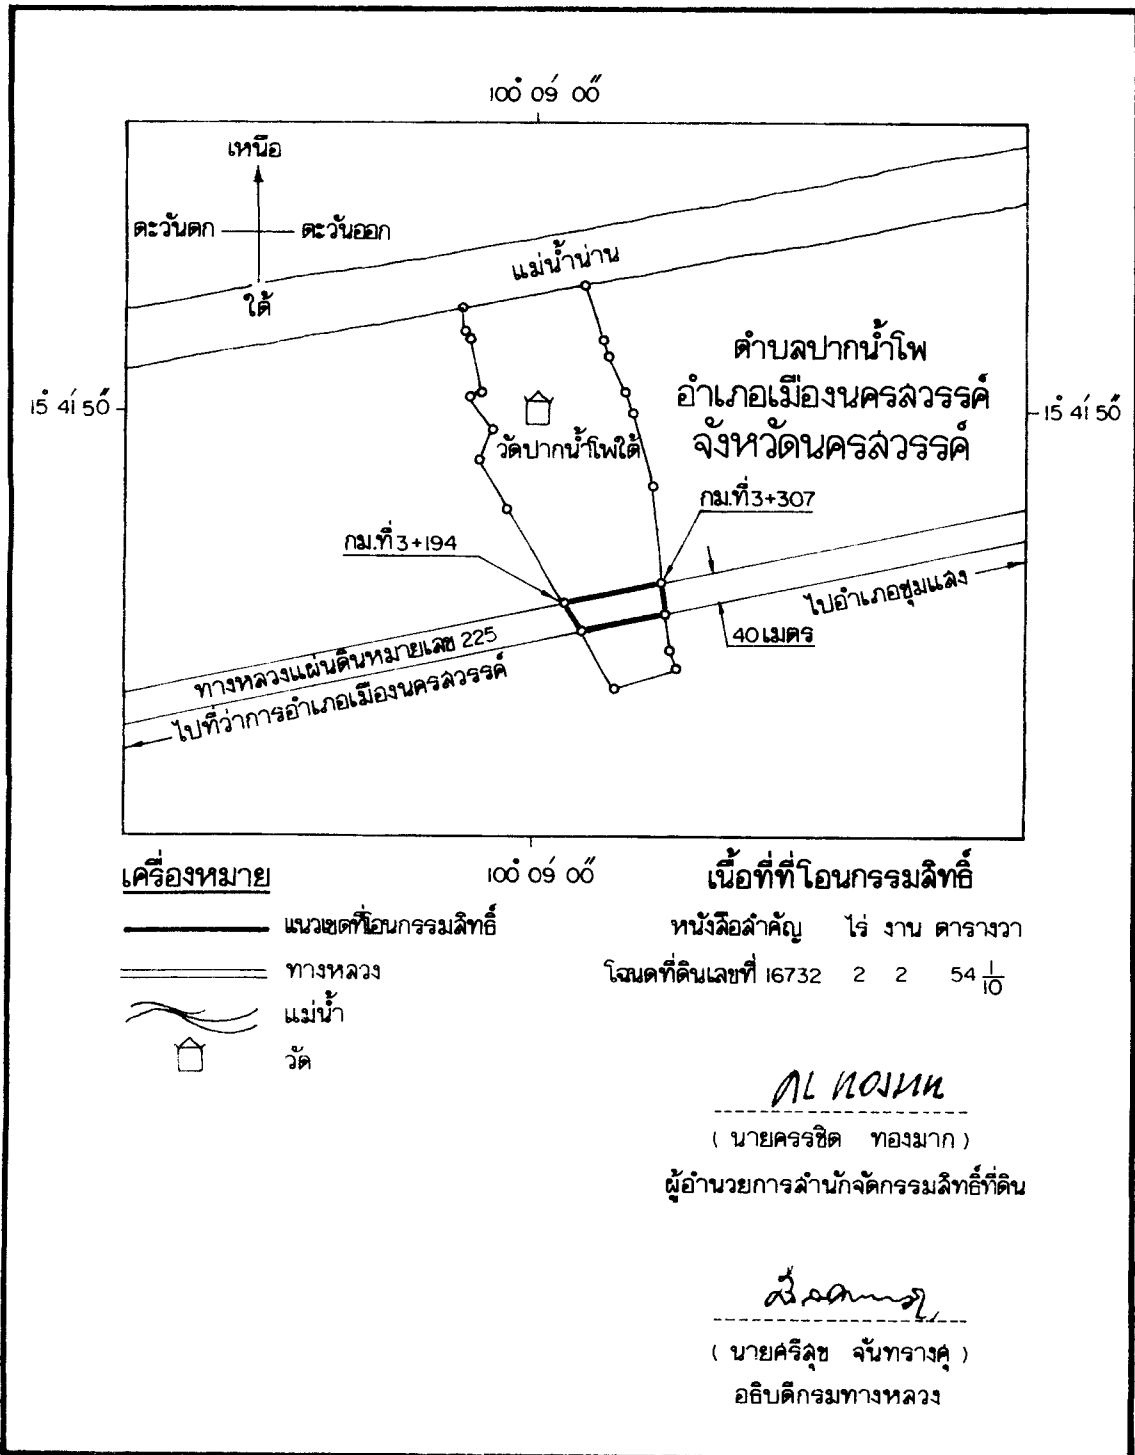 100° 09′ 00″
เหนือ
ตะวันตก ตะวันออก
ใต้
แม่น้ำน่าน
ตำบลปากน้ำโพ
อำเภอเมืองนครสวรรค์
จังหวัดนครสวรรค์
15° 41′ 50″
15° 41′ 50″
วัดปากน้ำโพใต้
กม.ที่ 3+307
กม.ที่ 3+194
ไปอำเภอชุมแสง
40 เมตร
ทางหลวงแผ่นดินหมายเลข 225
ไปที่ว่าการอำเภอเมืองนครสวรรค์
100° 09′ 00″
เครื่องหมาย
แนวเขตที่โอนกรรมสิทธิ์
ทางหลวง
แม่น้ำ
วัด
เนื้อที่ที่โอนกรรมสิทธิ์
หนังสือสำคัญ ไร่ งาน ตารางวา
โฉนดที่ดินเลขที่ 16732 2 2 54 1/10
( นายครรชิต ทองมาก )
ผู้อำนวยการสำนักจัดกรรมสิทธิ์ที่ดิน
( นายศรีสุข จันทรางศุ )
อธิบดีกรมทางหลวง